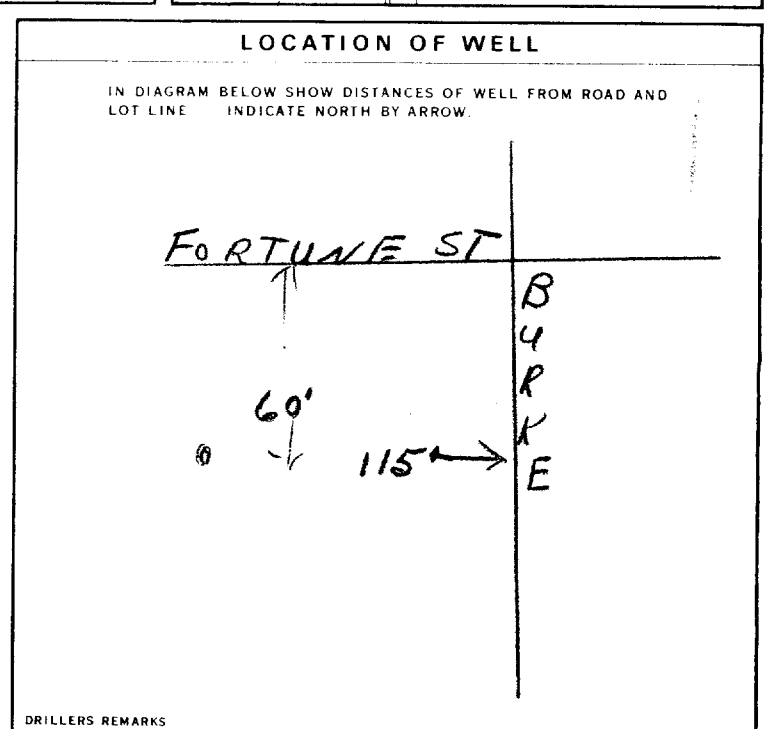 LOCATION OF WELL
IN DIAGRAM BELOW SHOW DISTANCES OF WELL FROM ROAD AND
LOT LINE INDICATE NORTH BY ARROW.
FORTUNE ST
BURKE
60'
115'
DRILLERS REMARKS